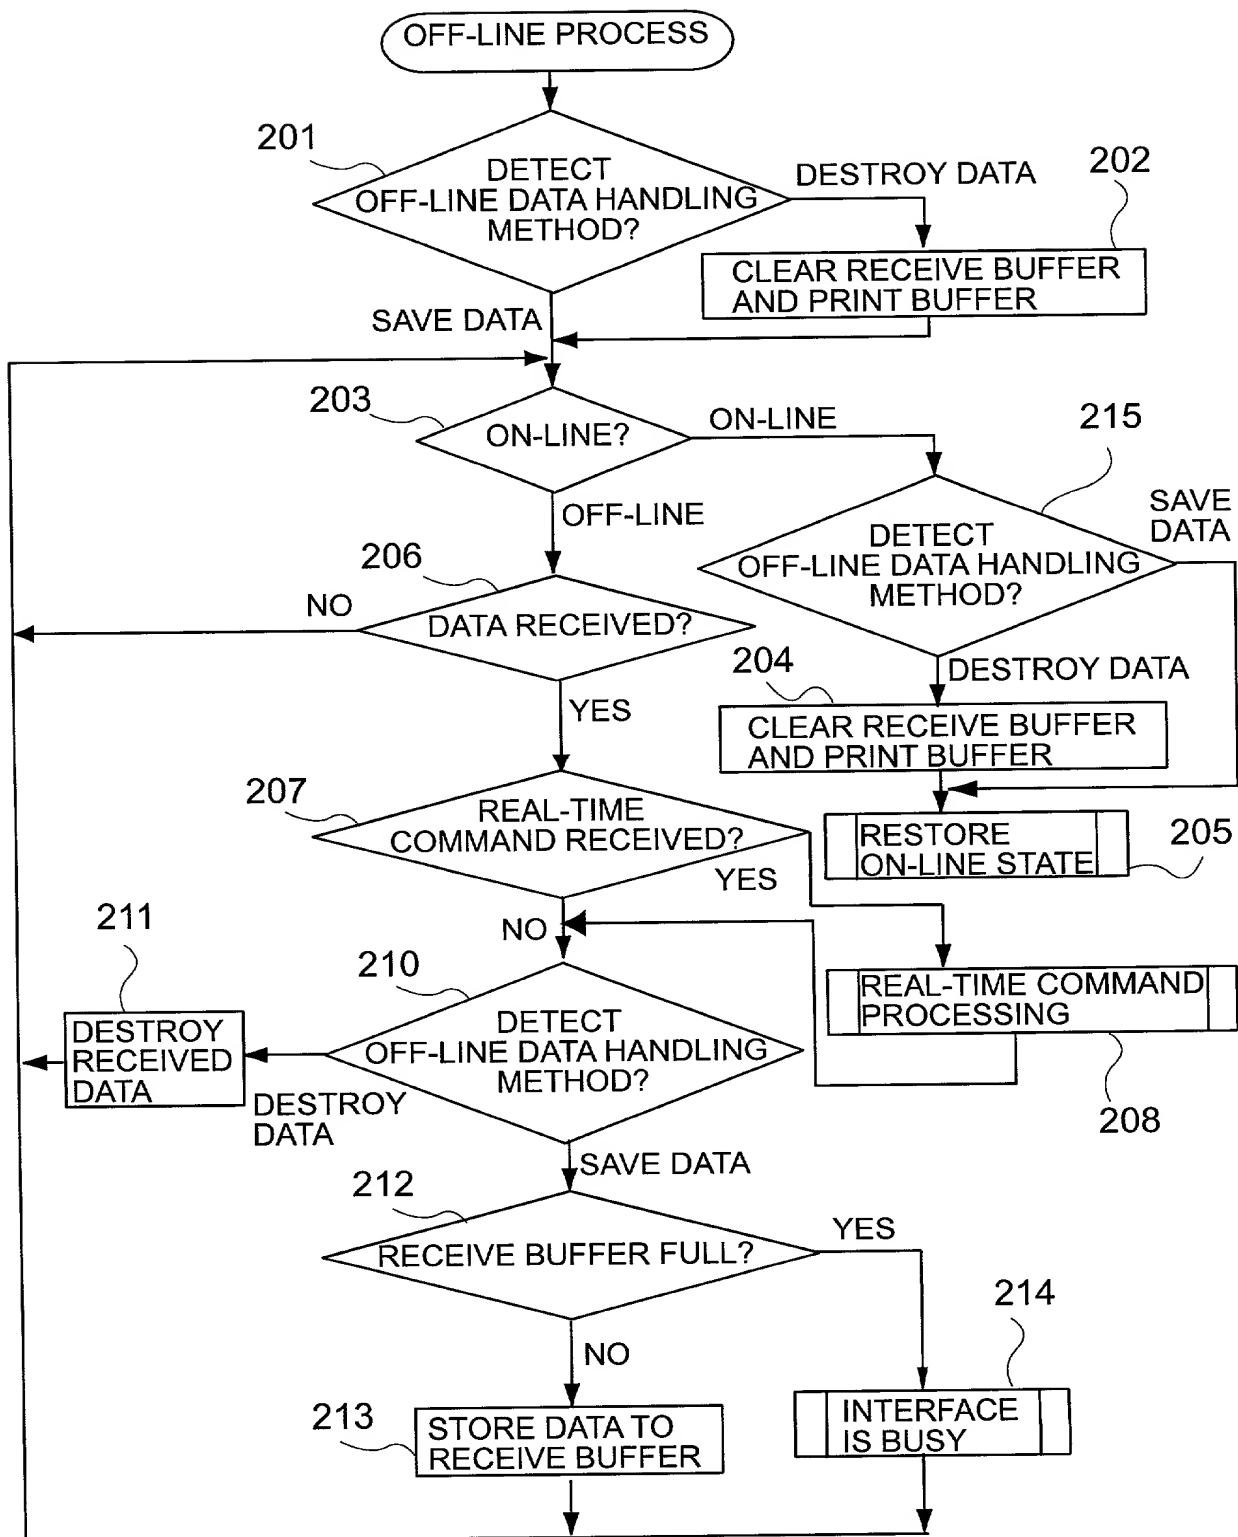 OFF-LINE PROCESS
201
DETECT
OFF-LINE DATA HANDLING
METHOD?
DESTROY DATA
202
CLEAR RECEIVE BUFFER
AND PRINT BUFFER
SAVE DATA
203
ON-LINE?
ON-LINE
215
OFF-LINE
SAVE
DATA
DETECT
OFF-LINE DATA HANDLING
METHOD?
206
NO
DATA RECEIVED?
204
DESTROY DATA
YES
CLEAR RECEIVE BUFFER
AND PRINT BUFFER
207
REAL-TIME
COMMAND RECEIVED?
YES
RESTORE
ON-LINE STATE
205
211
NO
210
REAL-TIME COMMAND
PROCESSING
208
DESTROY
RECEIVED
DATA
DETECT
OFF-LINE DATA HANDLING
METHOD?
DESTROY
DATA
SAVE DATA
212
RECEIVE BUFFER FULL?
YES
214
NO
213
STORE DATA TO
RECEIVE BUFFER
INTERFACE
IS BUSY